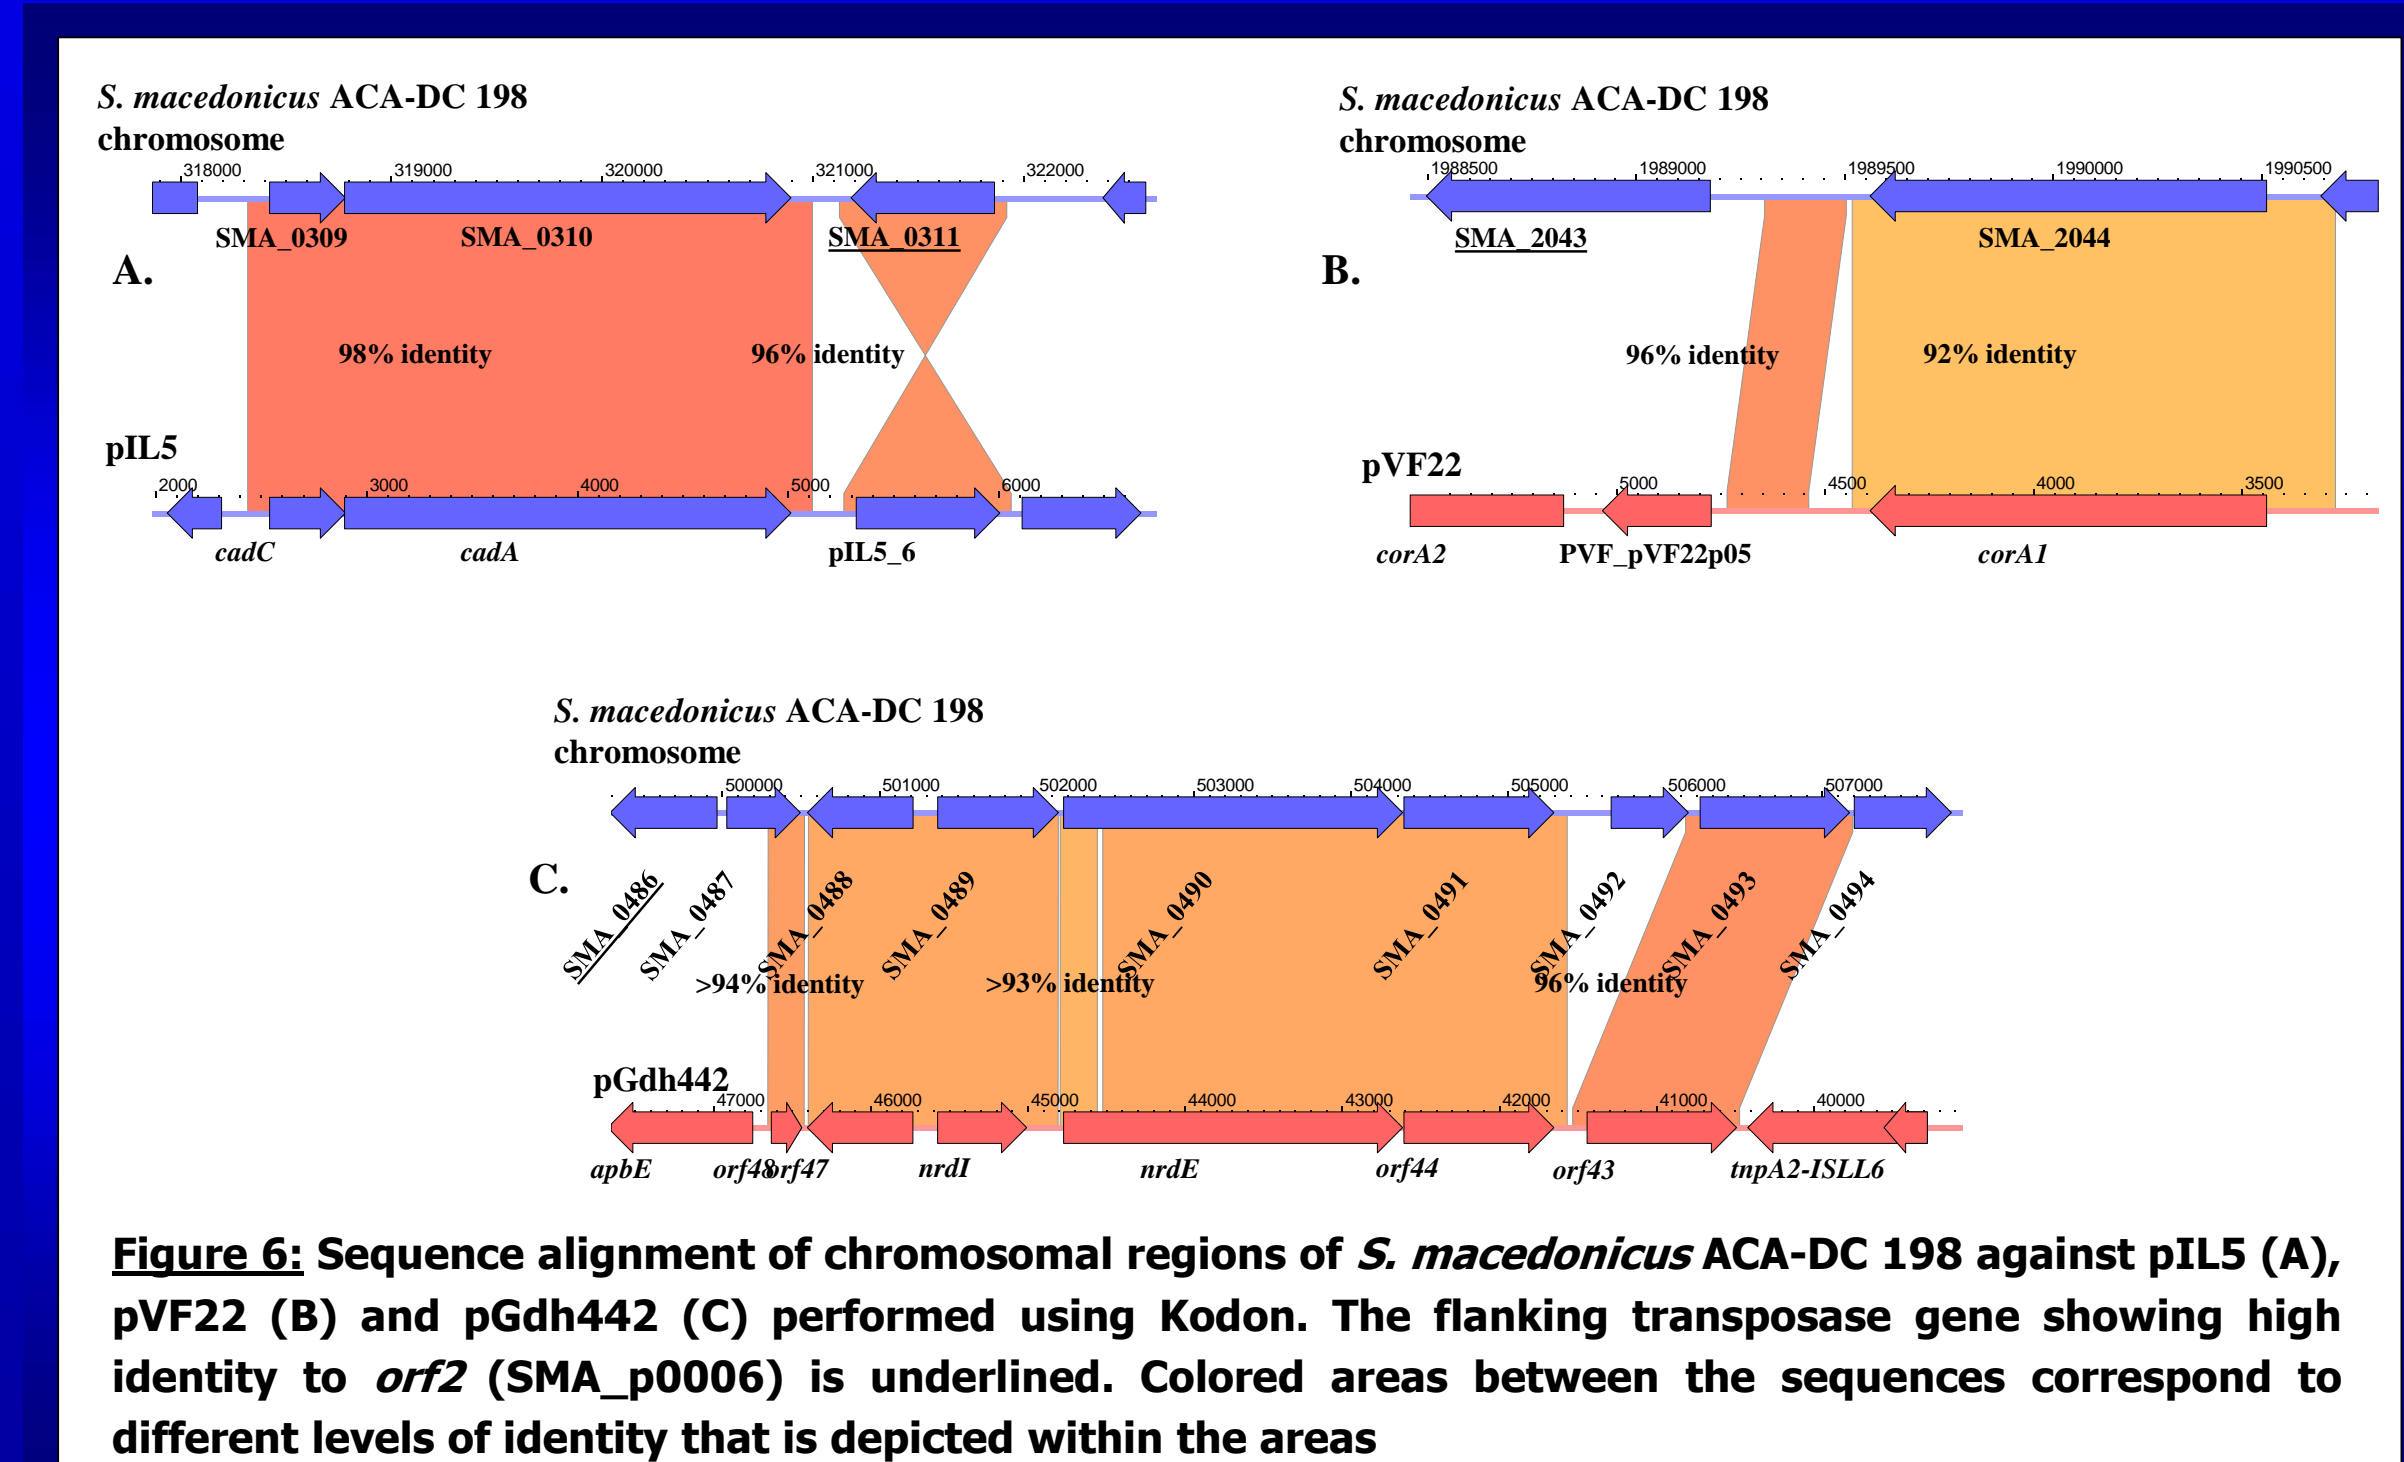 S. macedonicus ACA-DC 198
chromosome
318000 319000 320000 321000 322000
SMA_0309 SMA_0310 SMA_0311
A.
98% identity 96% identity
pIL5
2000 3000 4000 5000 6000
cadC cadA pIL5_6
S. macedonicus ACA-DC 198
chromosome
1988500 1989000 1989500 1990000 1990500
SMA_2043 SMA_2044
B.
96% identity 92% identity
pVF22
5000 4500 4000 3500
corA2 PVF_pVF22p05 corA1
S. macedonicus ACA-DC 198
chromosome
500000 501000 502000 503000 504000 505000 506000 507000
C.
SMA_0486 SMA_0487 SMA_0488 SMA_0489 SMA_0490 SMA_0491 SMA_0492 SMA_0493 SMA_0494
>94% identity >93% identity 96% identity
pGdh442
47000 46000 45000 44000 43000 42000 41000 40000
apbE orf48 orf47 nrdI nrdE orf44 orf43 tnpA2-ISLL6
Figure 6: Sequence alignment of chromosomal regions of S. macedonicus ACA-DC 198 against pIL5 (A),
pVF22 (B) and pGdh442 (C) performed using Kodon. The flanking transposase gene showing high
identity to orf2 (SMA_p0006) is underlined. Colored areas between the sequences correspond to
different levels of identity that is depicted within the areas